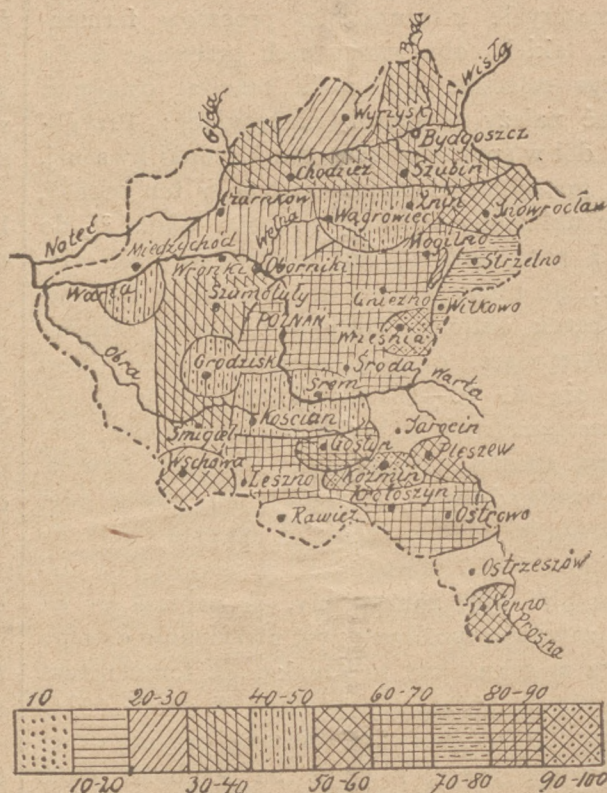 Brda
Wisła
Głda
Wyrzysk
Bydgoszcz
Chodzież
Szubin
Czarnków
Żnin
Wągrowiec
Inowrocław
Wełna
Noteć
Międzychód
Mogilno
Wronki
Oborniki
Strzelno
Warta
Szamotuły
Gniezno
Witkowo
POZNAŃ
Września
Obra
Grodzisk
Środa
Śrem
Warta
Kościan
Jarocin
Śmigiel
Gostyń
Pleszew
Wschowa
Leszno
Koźmin
Krotoszyn
Rawicz
Ostrowo
Ostrzeszów
Kępno
Prosna
10 20-30 40-50 60-70 80-90
10-20 30-40 50-60 70-80 90-100